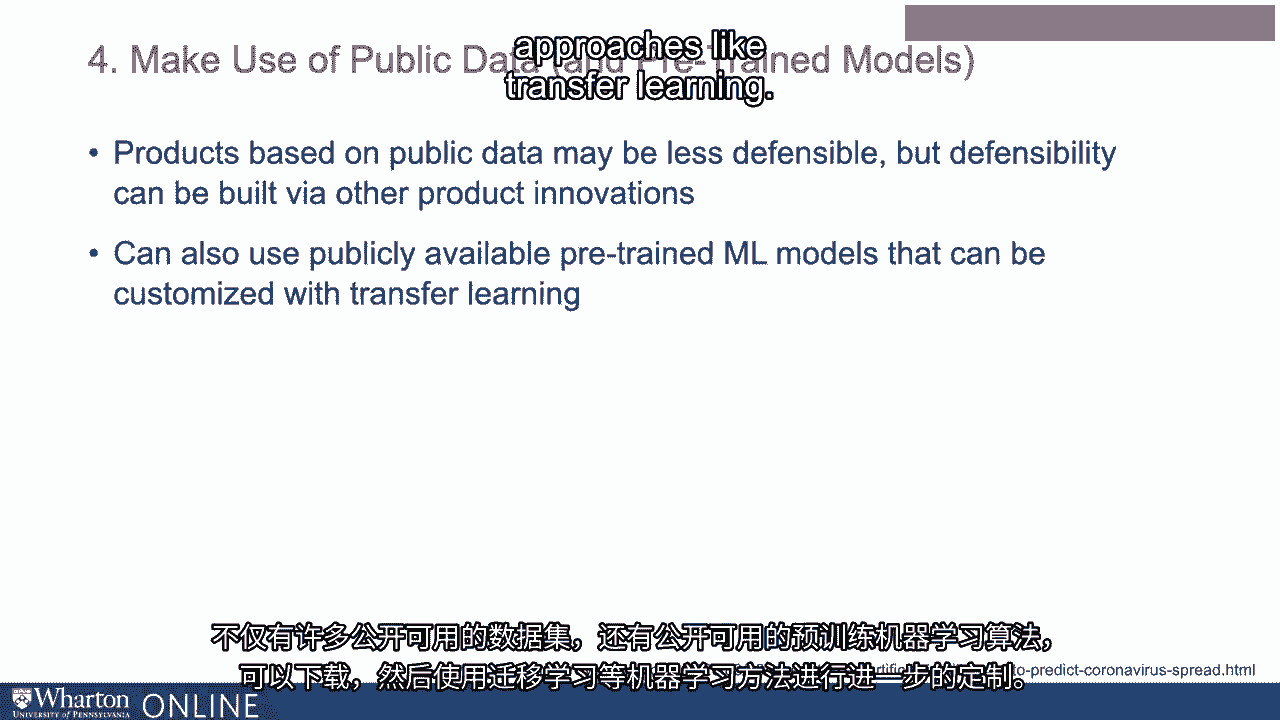 approaches like
transfer learning.
4. Make Use of Public Data (and Pre-Trained Models)
• Products based on public data may be less defensible, but defensibility
can be built via other product innovations
• Can also use publicly available pre-trained ML models that can be
customized with transfer learning
不仅有许多公开可用的数据集，还有公开可用的预训练机器学习算法，
可以下载，然后使用迁移学习等机器学习方法进行进一步的定制。
to-predict-coronavirus-spread.html
Wharton ONLINE
UNIVERSITY of PENNSYLVANIA